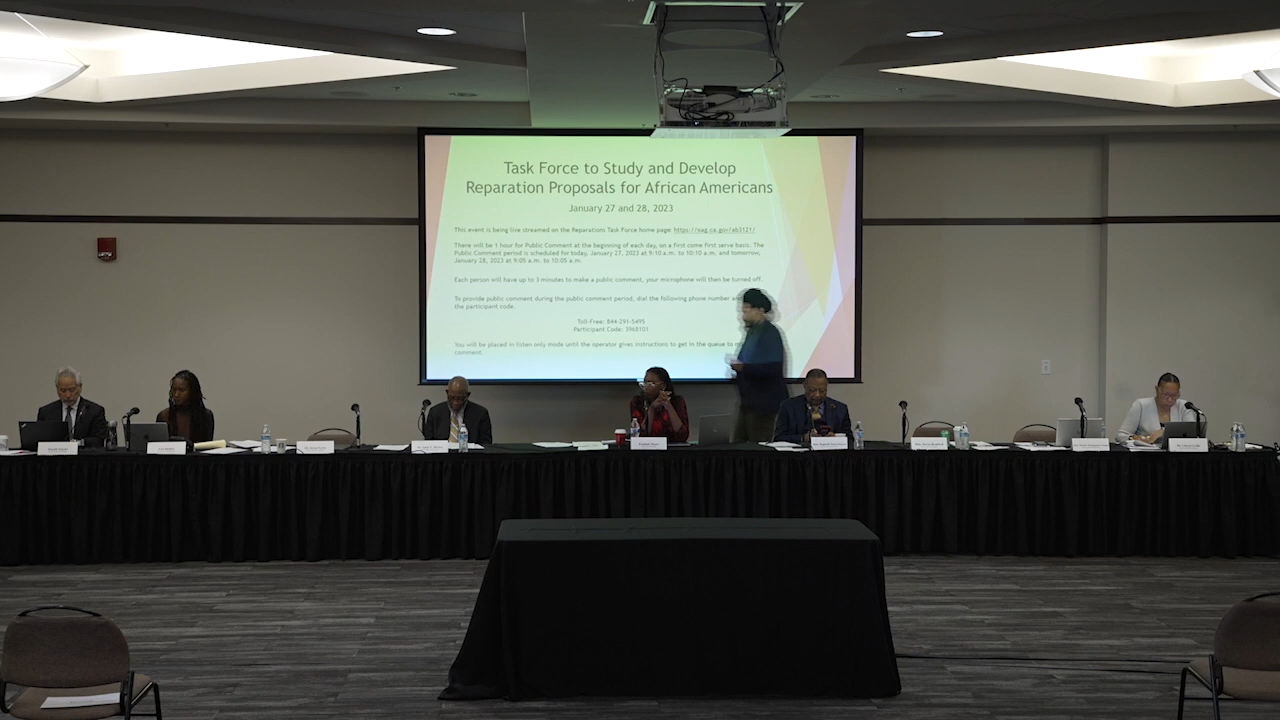 Task Force to Study and Develop
Reparation Proposals for African Americans
January 27 and 28, 2023
This event is being live streamed on the Reparations Task Force home page: https://oag.ca.gov/ab3121/
There will be 1 hour for Public Comment at the beginning of each day, on a first come first serve basis. The
Public Comment period is scheduled for today, January 27, 2023 at 9:10 a.m. to 10:10 a.m. and tomorrow,
January 28, 2023 at 9:05 a.m. to 10:05 a.m.
Each person will have up to 3 minutes to make a public comment, your microphone will then be turned off.
To provide public comment during the public comment period, dial the following phone number
the participant code.
Toll-Free: 844-291-5495
Participant Code: 3968101
You will be placed in listen only mode until the operator gives instructions to get in the queue to
comment.